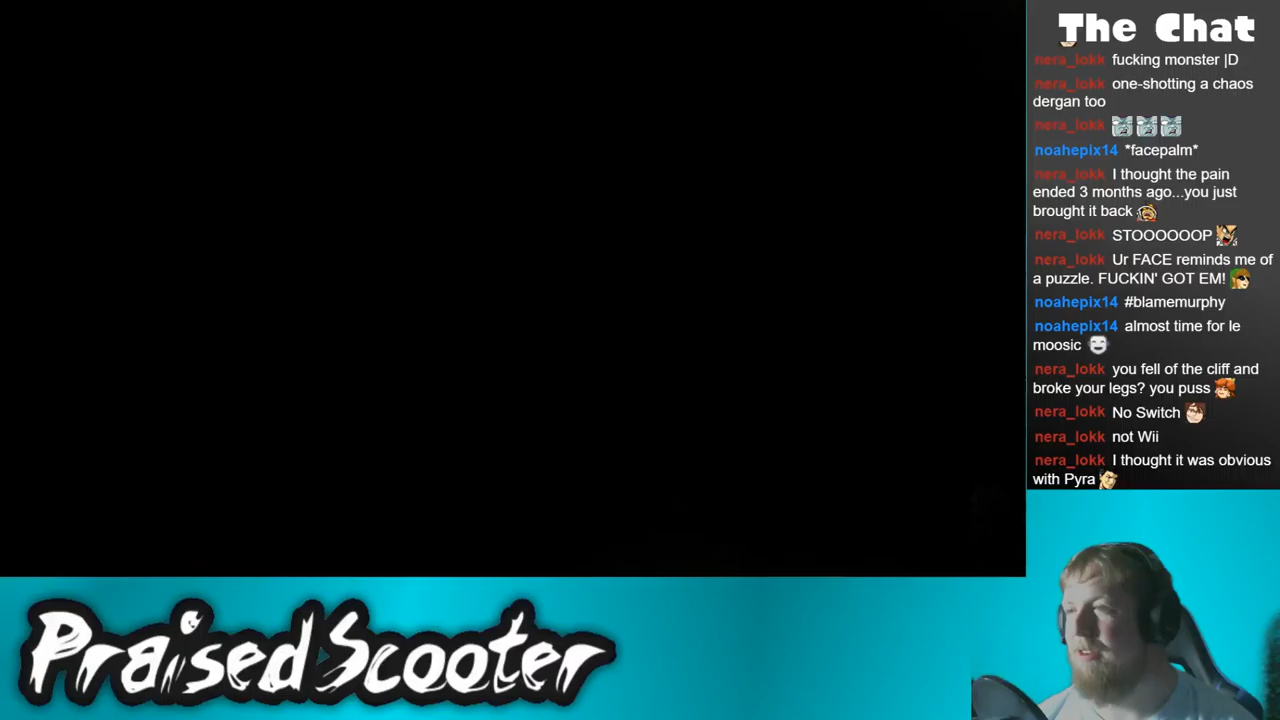 The Chat
nera_lokk fucking monster |D
nera_lokk one-shotting a chaos
dergan too
nera_lokk
noahepix14 *facepalm*
nera_lokk I thought the pain
ended 3 months ago...you just
brought it back
nera_lokk STOOOOOOP
nera_lokk Ur FACE reminds me of
a puzzle. FUCKIN' GOT EM!
noahepix14 #blamemurphy
noahepix14 almost time for le
moosic
nera_lokk you fell of the cliff and
broke your legs? you puss
nera_lokk No Switch
nera_lokk not Wii
nera_lokk I thought it was obvious
with Pyra
PraisedScooter